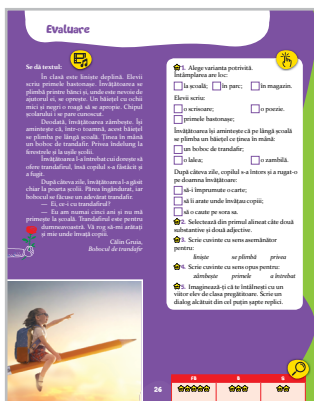 Evaluare
Se dă textul:
În clasă este liniște deplină. Elevii
scriu primele bastonașe. Învățătoarea se
plimbă printre bănci și, unde este nevoie de
ajutorul ei, se oprește. Un băiețel cu ochii
mici și negri o roagă să se apropie. Chipul
școlarului i se pare cunoscut.
Deodată, învățătoarea zâmbește. Își
amintește că, într-o toamnă, acest băiețel
se plimba pe lângă școală. Ținea în mână
un boboc de trandafir. Privea îndelung la
ferestrele și la ușile școlii.
Învățătoarea l-a întrebat cui dorește să
ofere trandafirul, însă copilul s-a fâstâcit și
a fugit.
După câteva zile, învățătoarea l-a găsit
chiar la poarta școlii. Părea îngândurat, iar
bobocul se făcuse un adevărat trandafir.
— Ei, ce-i cu trandafirul?
— Eu am numai cinci ani și nu mă
primește la școală. Trandafirul este pentru
dumneavoastră. Vă rog să-mi arătați
și mie unde învață copiii.
Călin Gruia,
Bobocul de trandafir
1. Alege varianta potrivită.
Întâmplarea are loc:
la școală; în parc; în magazin.
Elevii scriu:
o scrisoare; o poezie.
primele bastonașe;
Învățătoarea își amintește că pe lângă școală
se plimba un băiețel ce ținea în mână:
un boboc de trandafir;
o lalea; o zambilă.
După câteva zile, copilul s-a întors și a rugat-o
pe doamna învățătoare:
să-i împrumute o carte;
să îi arate unde învățau copiii;
să o caute pe sora sa.
2. Selectează din primul alineat câte două
substantive și două adjective.
3. Scrie cuvinte cu sens asemănător
pentru:
liniște se plimbă privea
4. Scrie cuvinte cu sens opus pentru:
zâmbește primele a întrebat
5. Imaginează-ți că te întâlnești cu un
viitor elev de clasa pregătitoare. Scrie un
dialog alcătuit din cel puțin șapte replici.
26
FB B S